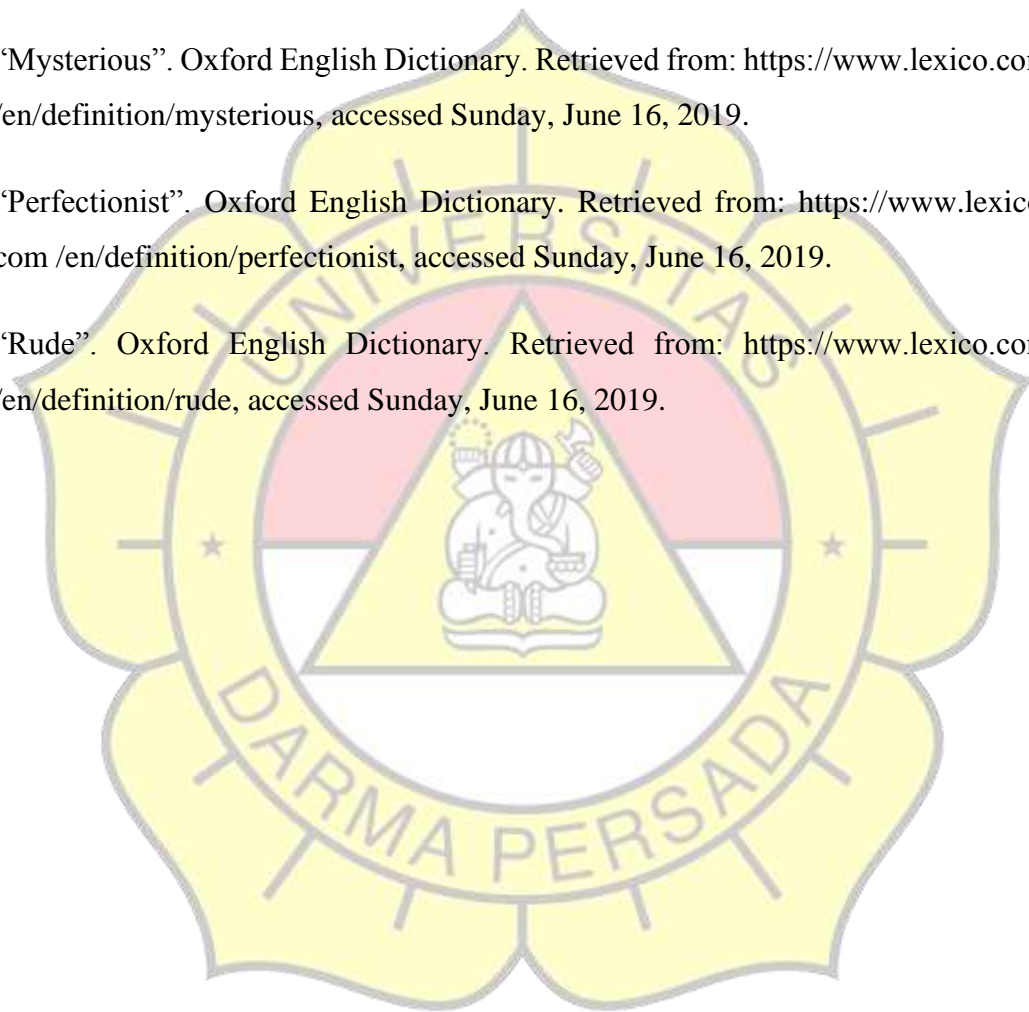 “Mysterious”. Oxford English Dictionary. Retrieved from: https://www.lexico.com
/en/definition/mysterious, accessed Sunday, June 16, 2019.
“Perfectionist”. Oxford English Dictionary. Retrieved from: https://www.lexico
com /en/definition/perfectionist, accessed Sunday, June 16, 2019.
“Rude”. Oxford English Dictionary. Retrieved from: https://www.lexico.com
/en/definition/rude, accessed Sunday, June 16, 2019.
UNIVERSITAS
DARMA PERSADA